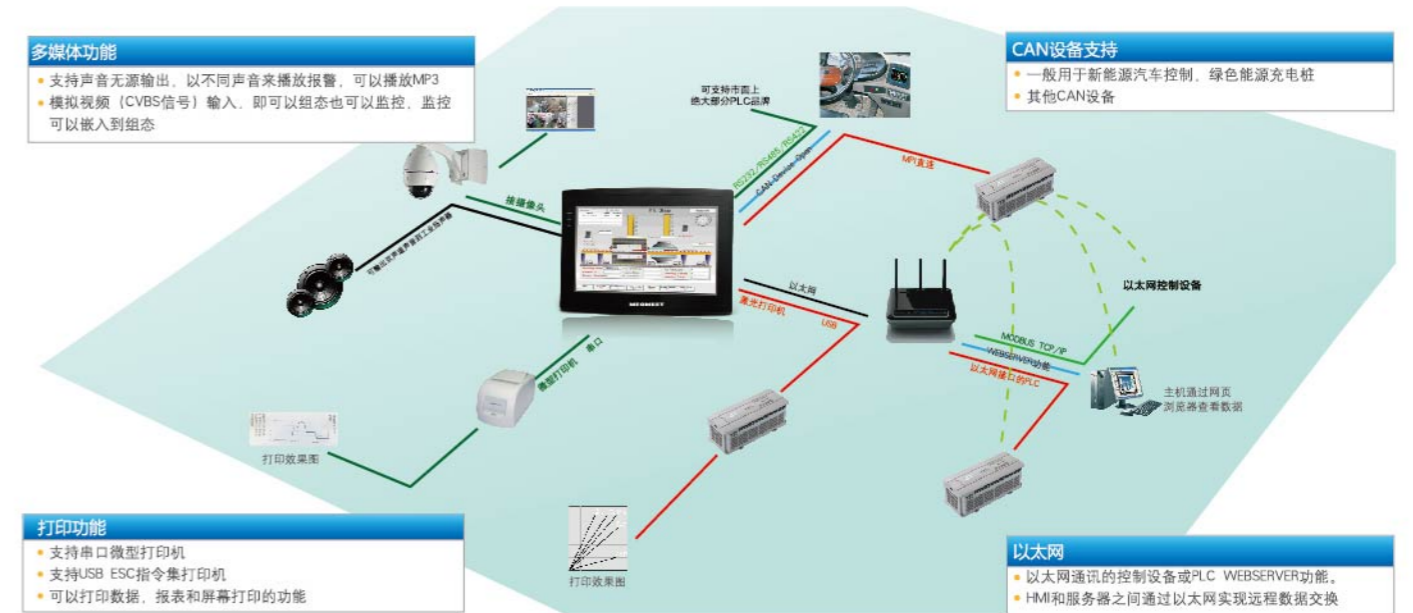 多媒体功能
• 支持声音无源输出，以不同声音来播放报警，可以播放MP3
• 模拟视频（CVBS信号）输入，即可以组态也可以监控，监控
可以嵌入到组态
CAN设备支持
• 一般用于新能源汽车控制，绿色能源充电桩
• 其他CAN设备
可支持市面上
绝大部分PLC品牌
RS232/RS485/RS422
CAN-Device Open
MPI直连
接摄像头
以太网
激光打印机 USB
MODBUS TCP/IP
WEBSERVER功能
以太网接口的PLC
以太网控制设备
主机通过网页
浏览器查看数据
微型打印机 串口
打印效果图
打印效果图
打印功能
• 支持串口微型打印机
• 支持USB ESC指令集打印机
• 可以打印数据，报表和屏幕打印的功能
以太网
• 以太网通讯的控制设备或PLC WEBSERVER功能。
• HMI和服务器之间通过以太网实现远程数据交换